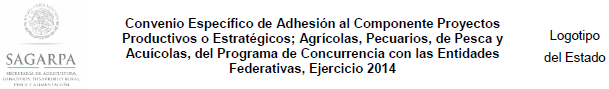 Convenio Específico de Adhesión al Componente Proyectos
Productivos o Estratégicos; Agrícolas, Pecuarios, de Pesca y
Acuícolas, del Programa de Concurrencia con las Entidades
Federativas, Ejercicio 2014
SAGARPA
SECRETARÍA DE AGRICULTURA,
GANADERÍA, DESARROLLO RURAL,
PESCA Y ALIMENTACIÓN
Logotipo
del Estado